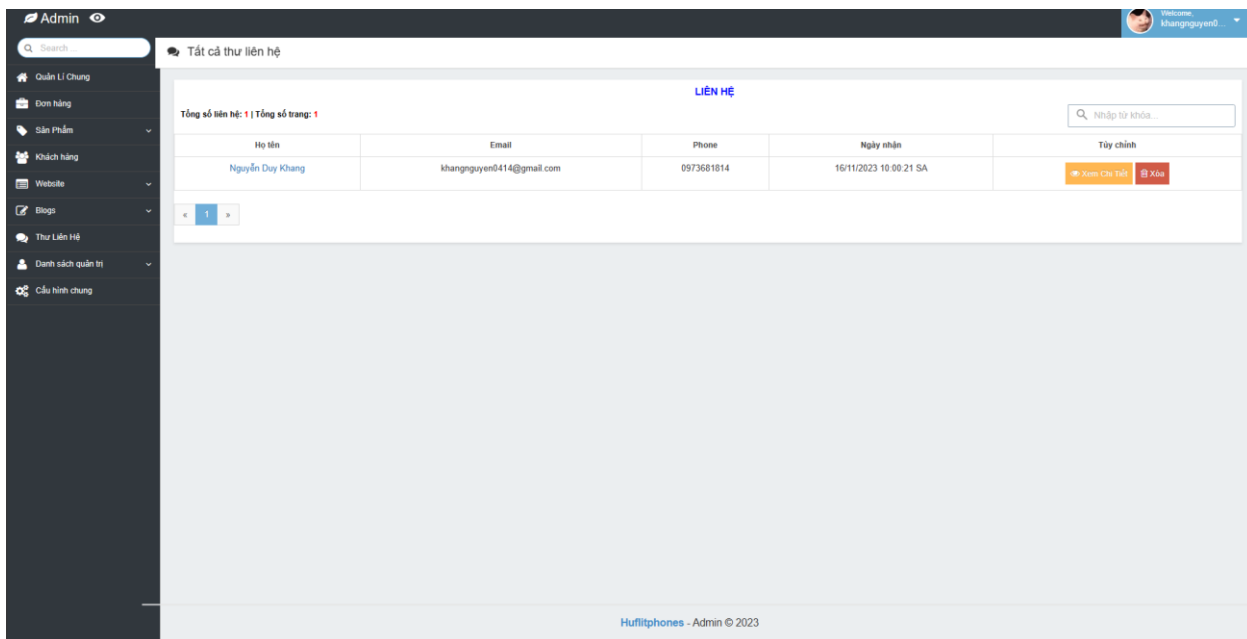 Admin
Welcome,
khangnguyen0...
Search ...
Tất cả thư liên hệ
Quản Lí Chung
Đơn hàng
Sản Phẩm
Khách hàng
Website
Blogs
Thư Liên Hệ
Danh sách quản trị
Cấu hình chung
LIÊN HỆ
Tổng số liên hệ: 1 | Tổng số trang: 1
Nhập từ khóa...
Họ tên Email Phone Ngày nhận Tùy chỉnh
Nguyễn Duy Khang khangnguyen0414@gmail.com 0973681814 16/11/2023 10:00:21 SA Xem Chi Tiết Xóa
« 1 »
Huflitphones - Admin © 2023